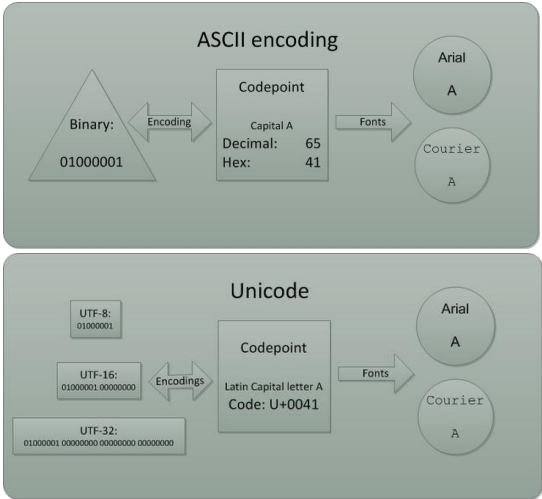 ASCII encoding
Binary:
01000001
Encoding
Codepoint
Capital A
Decimal: 65
Hex: 41
Fonts
Arial
A
Courier
A
Unicode
UTF-8:
01000001
UTF-16:
01000001 00000000
UTF-32:
01000001 00000000 00000000 00000000
Encodings
Codepoint
Latin Capital letter A
Code: U+0041
Fonts
Arial
A
Courier
A